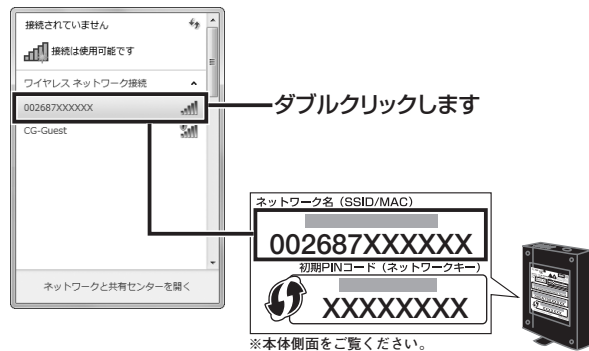 接続されていません
接続は使用可能です
ワイヤレス ネットワーク接続
002687XXXXXX
CG-Guest
ネットワークと共有センターを開く
ダブルクリックします
ネットワーク名（SSID/MAC）
002687XXXXXX
初期PINコード（ネットワークキー）
XXXXXXXX
※本体側面をご覧ください。